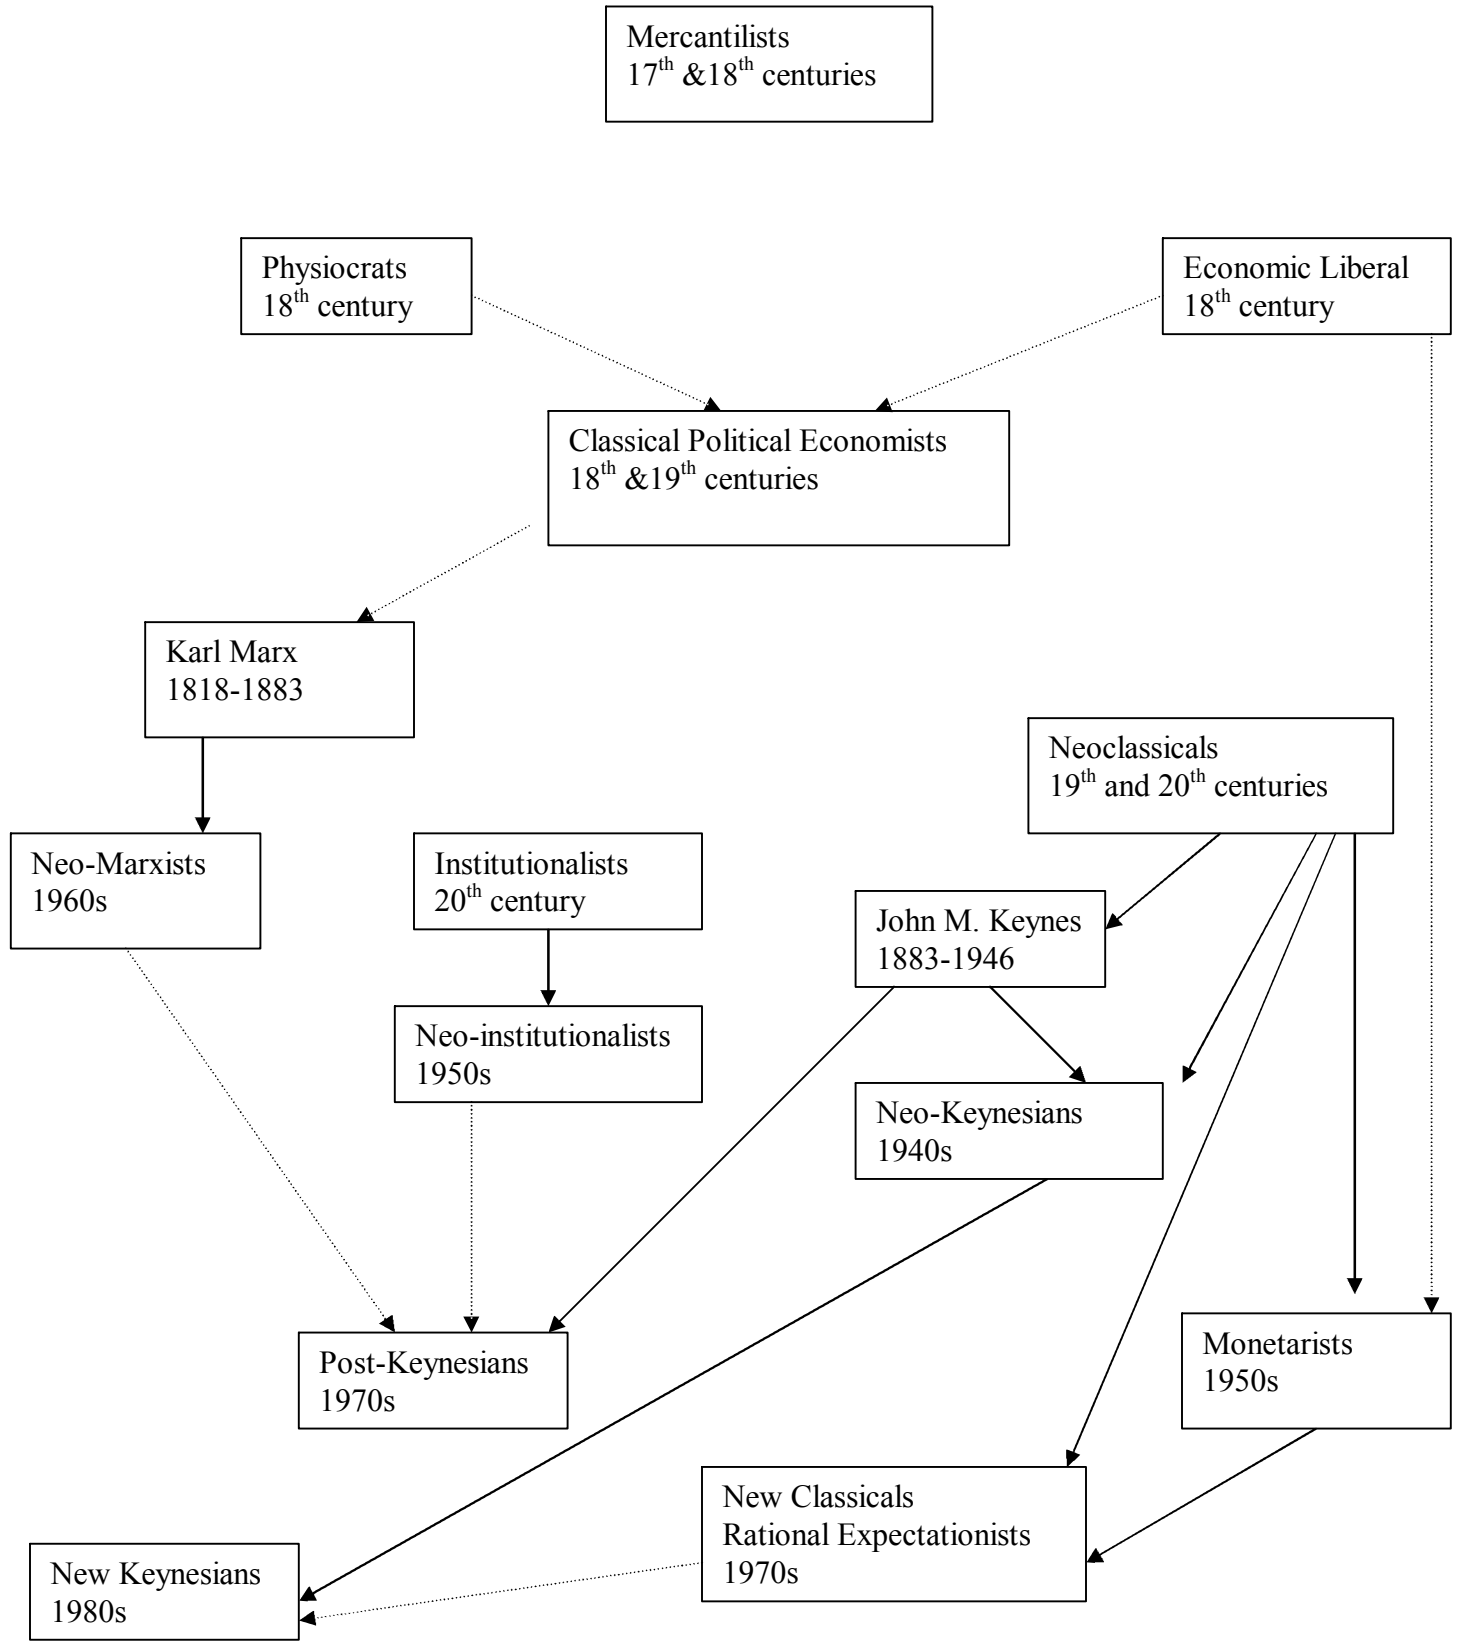 Mercantilists
17th &18th centuries
Physiocrats
18th century
Economic Liberal
18th century
Classical Political Economists
18th &19th centuries
Karl Marx
1818-1883
Neoclassicals
19th and 20th centuries
Neo-Marxists
1960s
Institutionalists
20th century
John M. Keynes
1883-1946
Neo-institutionalists
1950s
Neo-Keynesians
1940s
Post-Keynesians
1970s
Monetarists
1950s
New Classicals
Rational Expectationists
1970s
New Keynesians
1980s